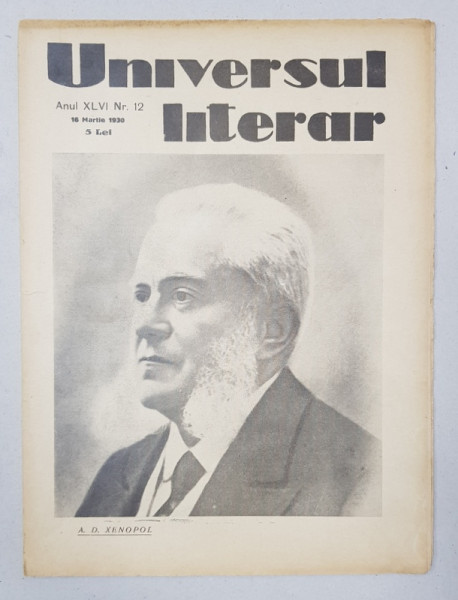 Universul
literar
Anul XLVI Nr. 12
16 Martie 1930
5 Lei
A. D. XENOPOL